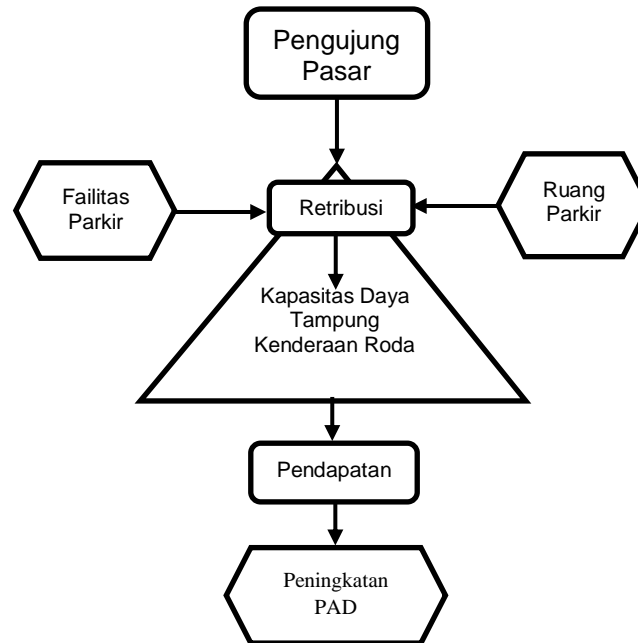 Pengujung
Pasar
Failitas
Parkir
Retribusi
Ruang
Parkir
Kapasitas Daya
Tampung
Kenderaan Roda
Pendapatan
Peningkatan
PAD